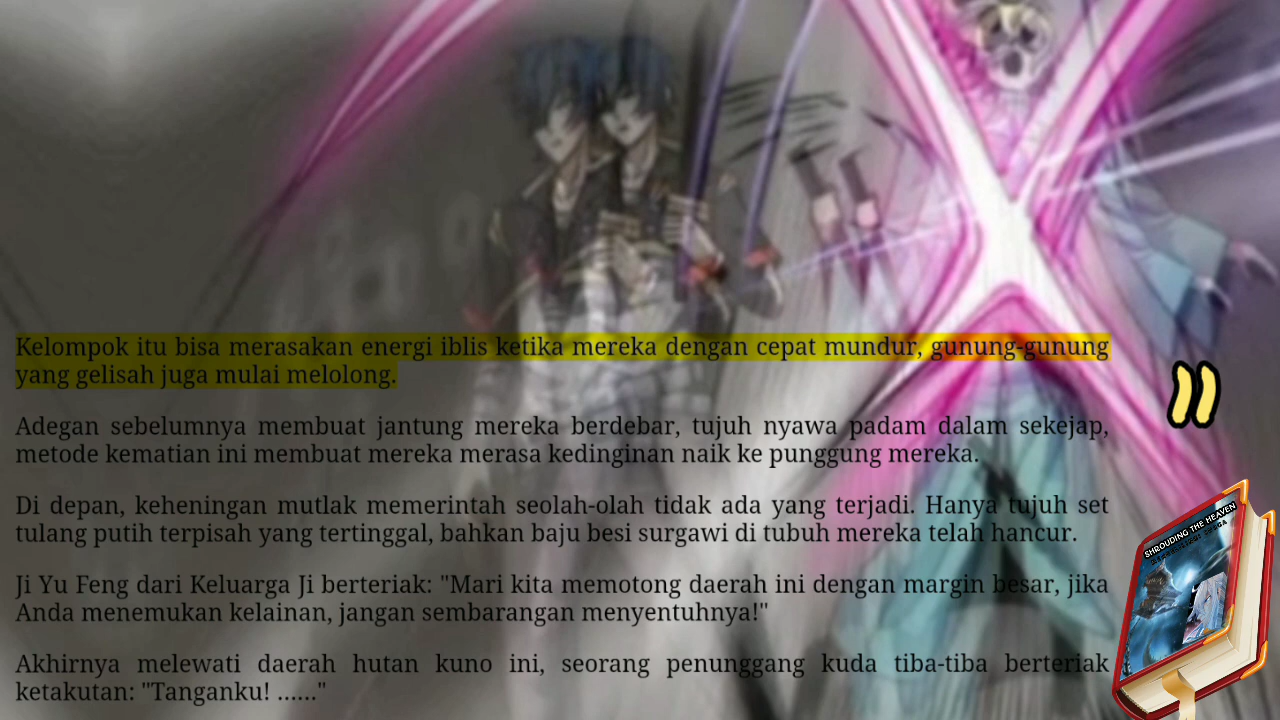 Kelompok itu bisa merasakan energi iblis ketika mereka dengan cepat mundur, gunung-gunung
yang gelisah juga mulai melolong.
Adegan sebelumnya membuat jantung mereka berdebar, tujuh nyawa padam dalam sekejap,
metode kematian ini membuat mereka merasa kedinginan naik ke punggung mereka.
Di depan, keheningan mutlak memerintah seolah-olah tidak ada yang terjadi. Hanya tujuh set
tulang putih terpisah yang tertinggal, bahkan baju besi surgawi di tubuh mereka telah hancur.
Ji Yu Feng dari Keluarga Ji berteriak: "Mari kita memotong daerah ini dengan margin besar, jika
Anda menemukan kelainan, jangan sembarangan menyentuhnya!"
Akhirnya melewati daerah hutan kuno ini, seorang penunggang kuda tiba-tiba berteriak
ketakutan: "Tanganku! ......"
SHROUDING THE HEAVEN